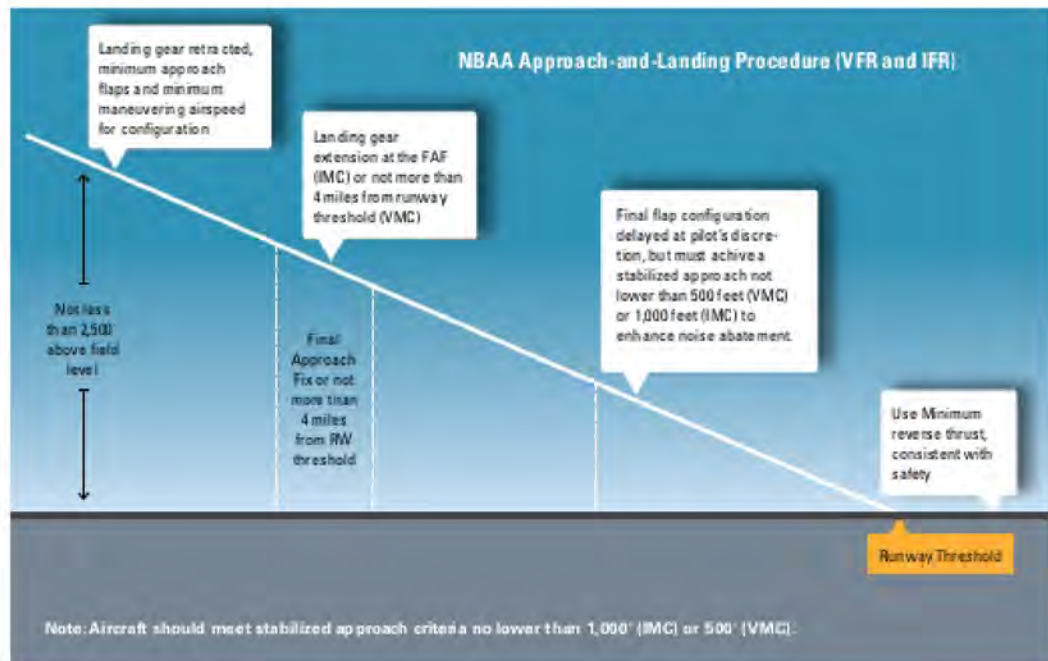 NBAA Approach-and-Landing Procedure (VFR and IFR)
Landing gear retracted,
minimum approach
flaps and minimum
maneuvering airspeed
for configuration
Landing gear
extension at the FAF
(IMC) or not more than
4 miles from runway
threshold (VMC)
Final flap configuration
delayed at pilot's discre-
tion, but must achive a
stabilized approach not
lower than 500 feet (VMC)
or 1,000 feet (IMC) to
enhance noise abatement.
Not less
than 2,500'
above field
level
Final
Approach
Fix or not
more than
4 miles
from RW
threshold
Use Minimum
reverse thrust,
consistent with
safety
Runway Threshold
Note: Aircraft should meet stabilized approach criteria no lower than 1,000' (IMC) or 500' (VMC).